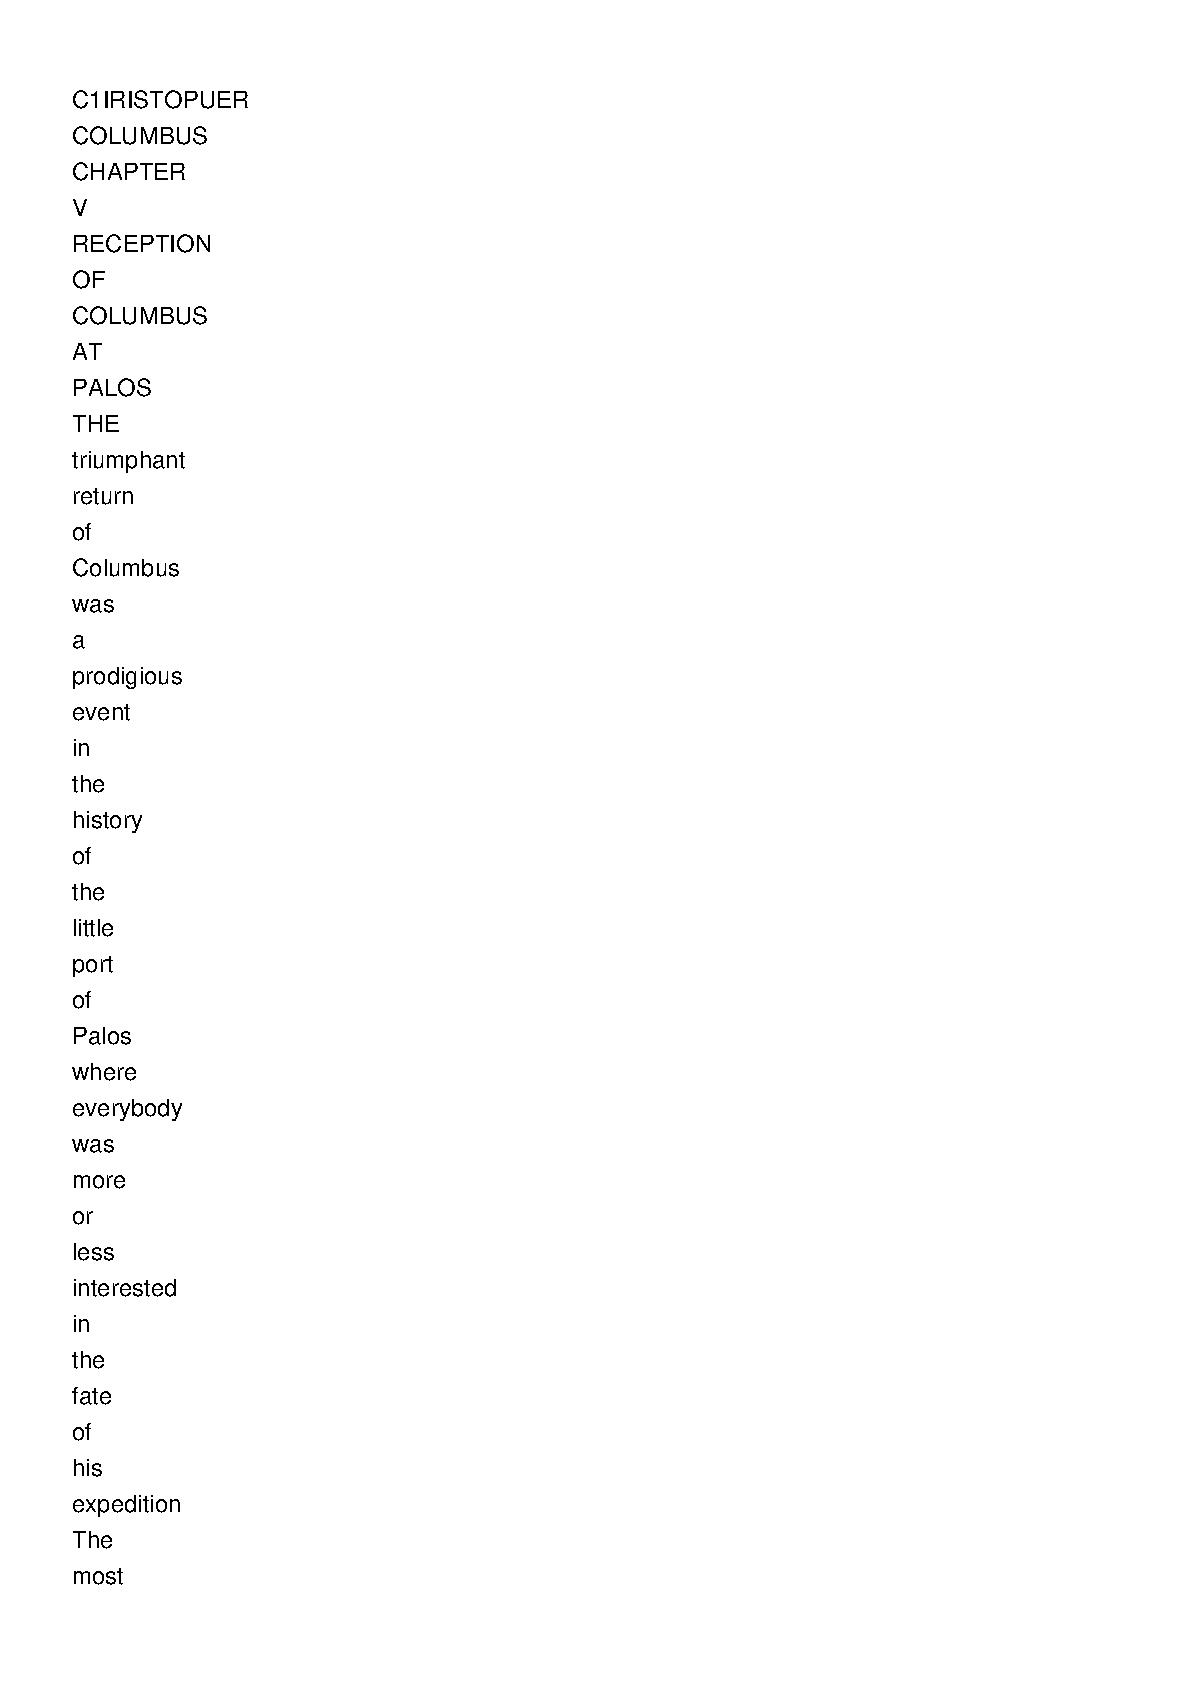 C1IRISTOPUER
COLUMBUS
CHAPTER
V
RECEPTION
OF
COLUMBUS
AT
PALOS
THE
triumphant
return
of
Columbus
was
a
prodigious
event
in
the
history
of
the
little
port
of
Palos
where
everybody
was
more
or
less
interested
in
the
fate
of
his
expedition
The
most